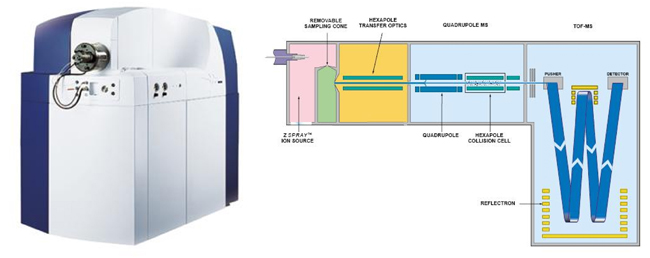 REMOVABLE
SAMPLING CONE
HEXAPOLE
TRANSFER OPTICS
QUADRUPOLE MS
TOF-MS
PUSHER
DETECTOR
Z SPRAY™
ION SOURCE
QUADRUPOLE
HEXAPOLE
COLLISION CELL
REFLECTRON